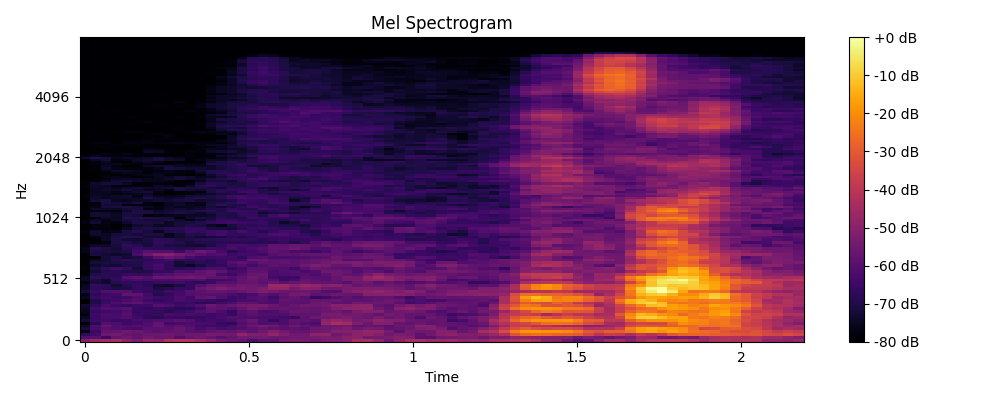 Mel Spectrogram
Hz
4096
2048
1024
512
0
0
0.5
1
1.5
2
Time
+0 dB
-10 dB
-20 dB
-30 dB
-40 dB
-50 dB
-60 dB
-70 dB
-80 dB